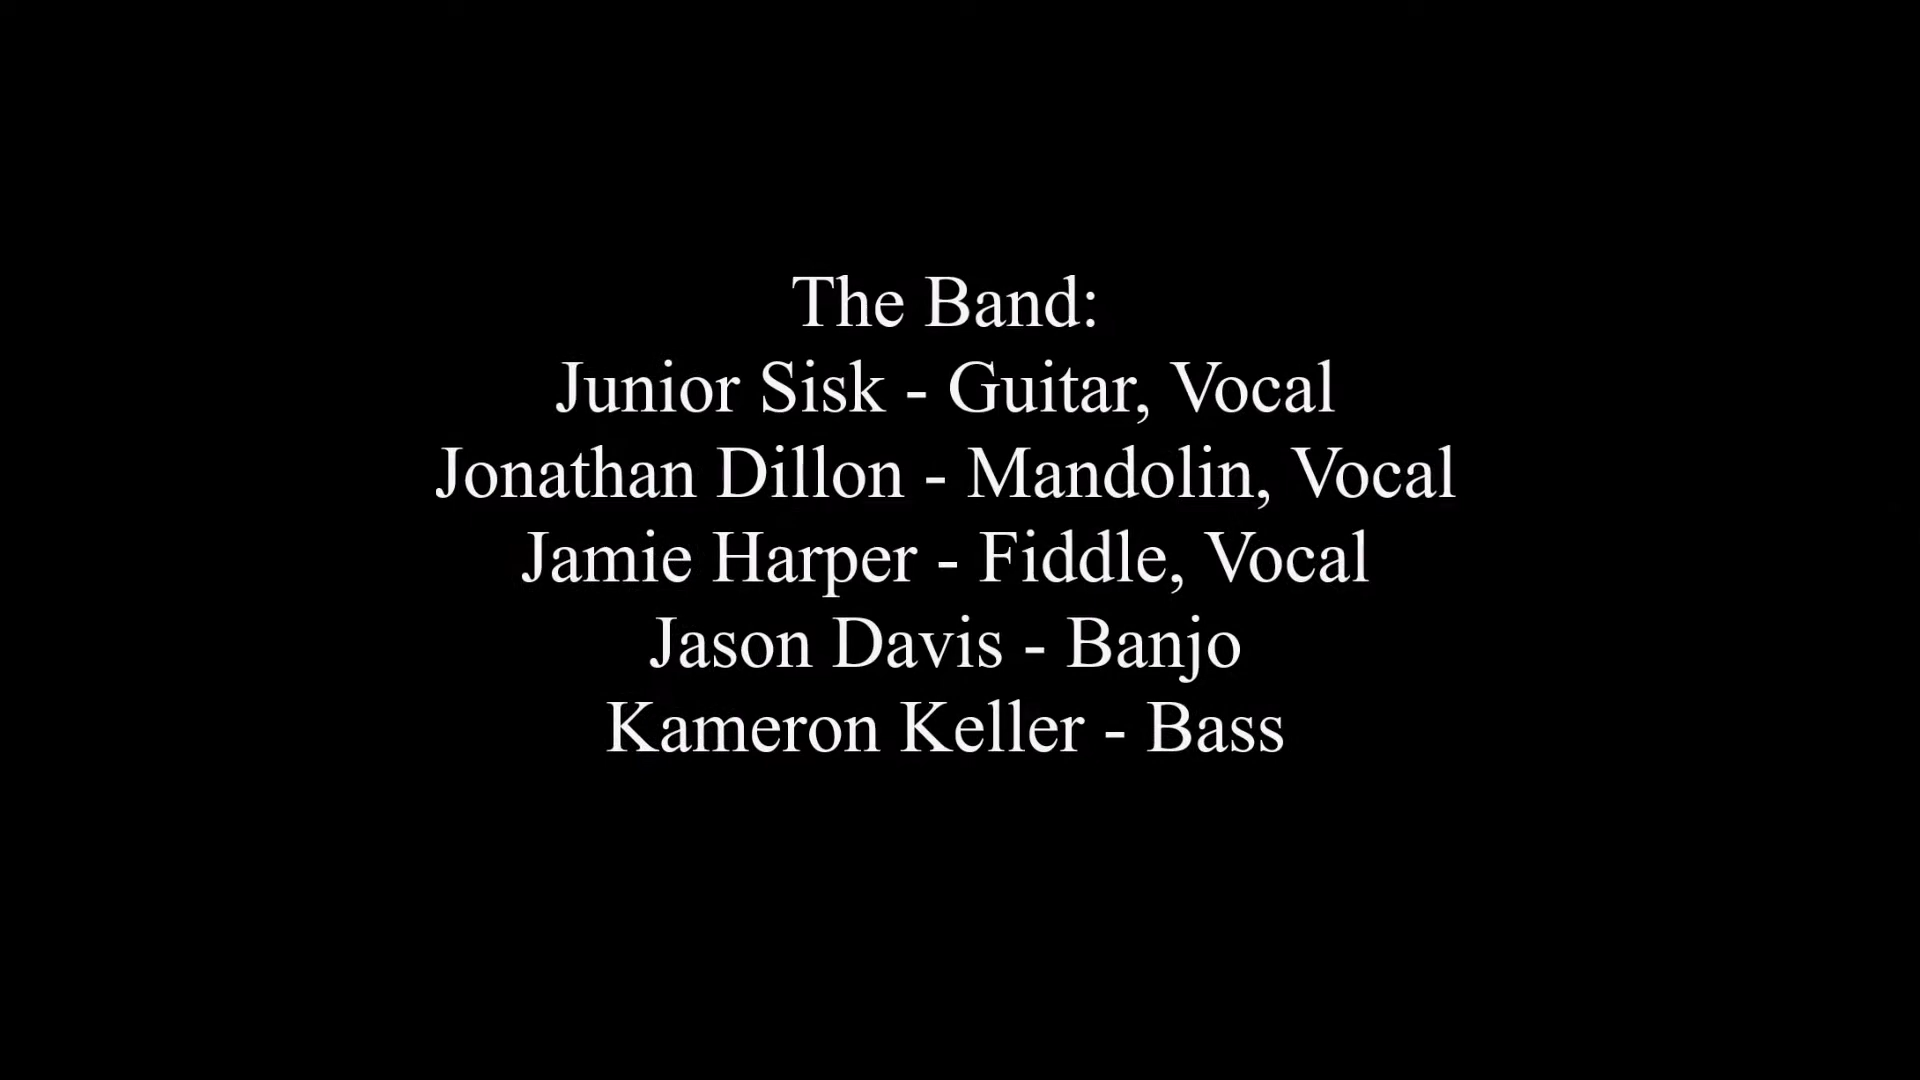 The Band:
Junior Sisk - Guitar, Vocal
Jonathan Dillon - Mandolin, Vocal
Jamie Harper - Fiddle, Vocal
Jason Davis - Banjo
Kameron Keller - Bass